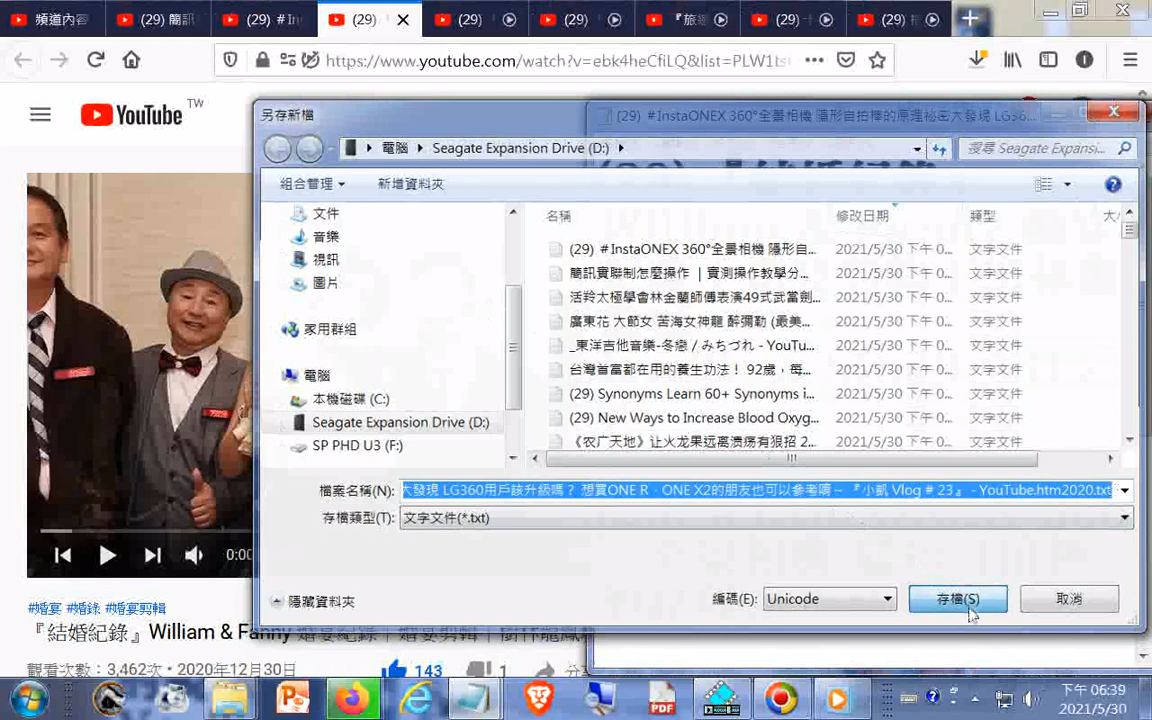 頻道內容
(29) 簡訊
(29) #In
(29)
(29)
(29)
『旅遊
(29)
(29)
https://www.youtube.com/watch?v=ebk4heCfiLQ&list=PLW1ts
YouTube TW
另存新檔
(29) #InstaONEX 360°全景相機 隱形自拍棒的原理祕密大發現 LG36...
電腦 Seagate Expansion Drive (D:)
搜尋 Seagate Expansi...
組合管理
新增資料夾
文件
音樂
視訊
圖片
家用群組
電腦
本機磁碟 (C:)
Seagate Expansion Drive (D:)
SP PHD U3 (F:)
名稱 修改日期 類型 大小
(29) #InstaONEX 360°全景相機 隱形自... 2021/5/30 下午 0... 文字文件
簡訊實聯制怎麼操作 | 實測操作教學分... 2021/5/30 下午 0... 文字文件
活羚太極學會林金蘭師傅表演49式武當劍... 2021/5/30 下午 0... 文字文件
廣東花 大節女 苦海女神龍 醉彌勒 (最美... 2021/5/30 下午 0... 文字文件
_東洋吉他音樂-冬戀 / みちづれ - YouTu... 2021/5/30 下午 0... 文字文件
台灣首富都在用的養生功法！ 92歲，每... 2021/5/30 下午 0... 文字文件
(29) Synonyms Learn 60+ Synonyms i... 2021/5/30 下午 0... 文字文件
(29) New Ways to Increase Blood Oxyg... 2021/5/30 下午 0... 文字文件
《农广天地》让火龙果远离溃疡有狠招 2... 2021/5/30 下午 0... 文字文件
檔案名稱(N): 大發現 LG360用戶該升級嗎？ 想買ONE R、ONE X2的朋友也可以參考唷～『小凱 Vlog # 23』 - YouTube.htm2020.txt
存檔類型(T): 文字文件(*.txt)
隱藏資料夾
編碼(E): Unicode
存檔(S)
取消
0:00
#婚宴 #婚錄 #婚宴剪輯
『結婚紀錄』William & Fanny 婚宴紀錄
觀看次數：3,462次 • 2020年12月30日
143
1
下午 06:39
2021/5/30